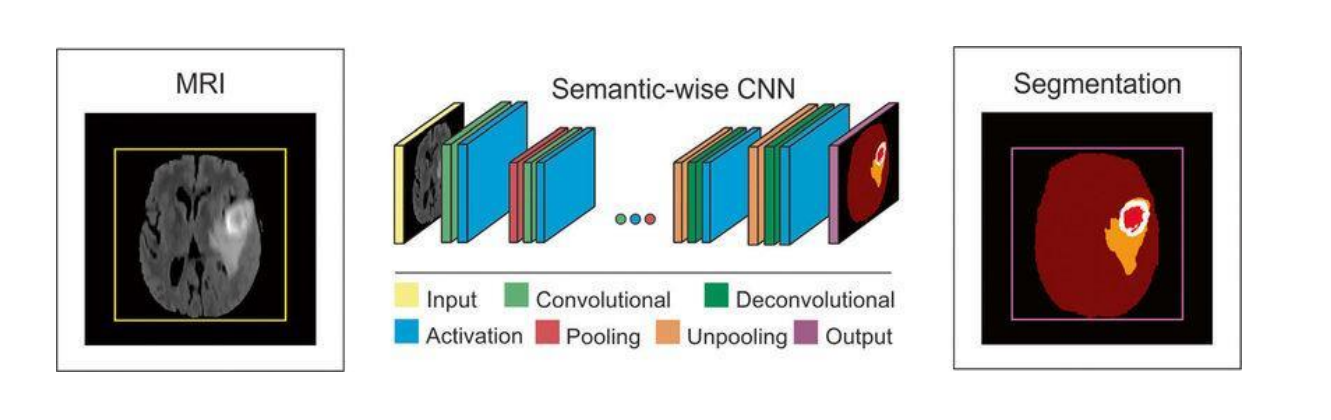 MRI
Semantic-wise CNN
Segmentation
Input
Convolutional
Deconvolutional
Activation
Pooling
Unpooling
Output